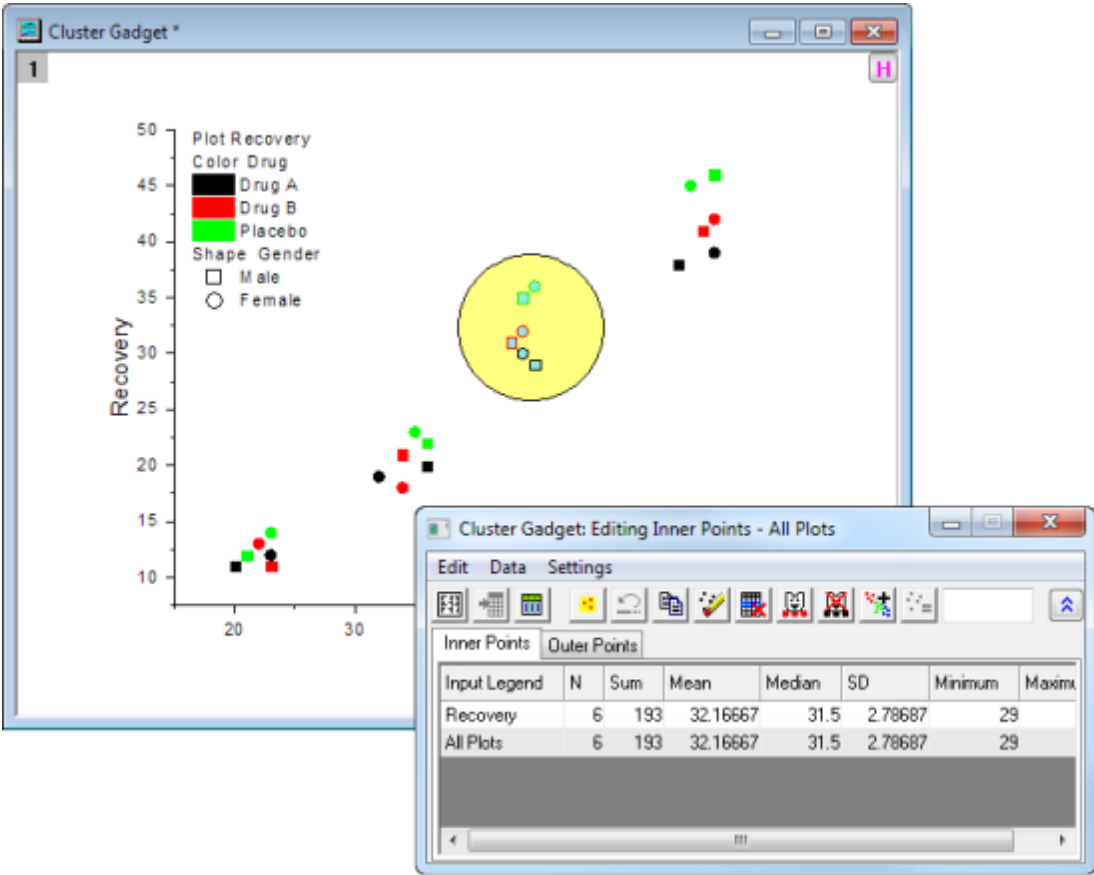 Cluster Gadget *
1
H
50
45
40
35
30
25
20
15
10
Recovery
Plot Recovery
Color Drug
Drug A
Drug B
Placebo
Shape Gender
Male
Female
20
30
Cluster Gadget: Editing Inner Points - All Plots
Edit Data Settings
Inner Points Outer Points
Input Legend N Sum Mean Median SD Minimum
Recovery 6 193 32.16667 31.5 2.78687 29
All Plots 6 193 32.16667 31.5 2.78687 29